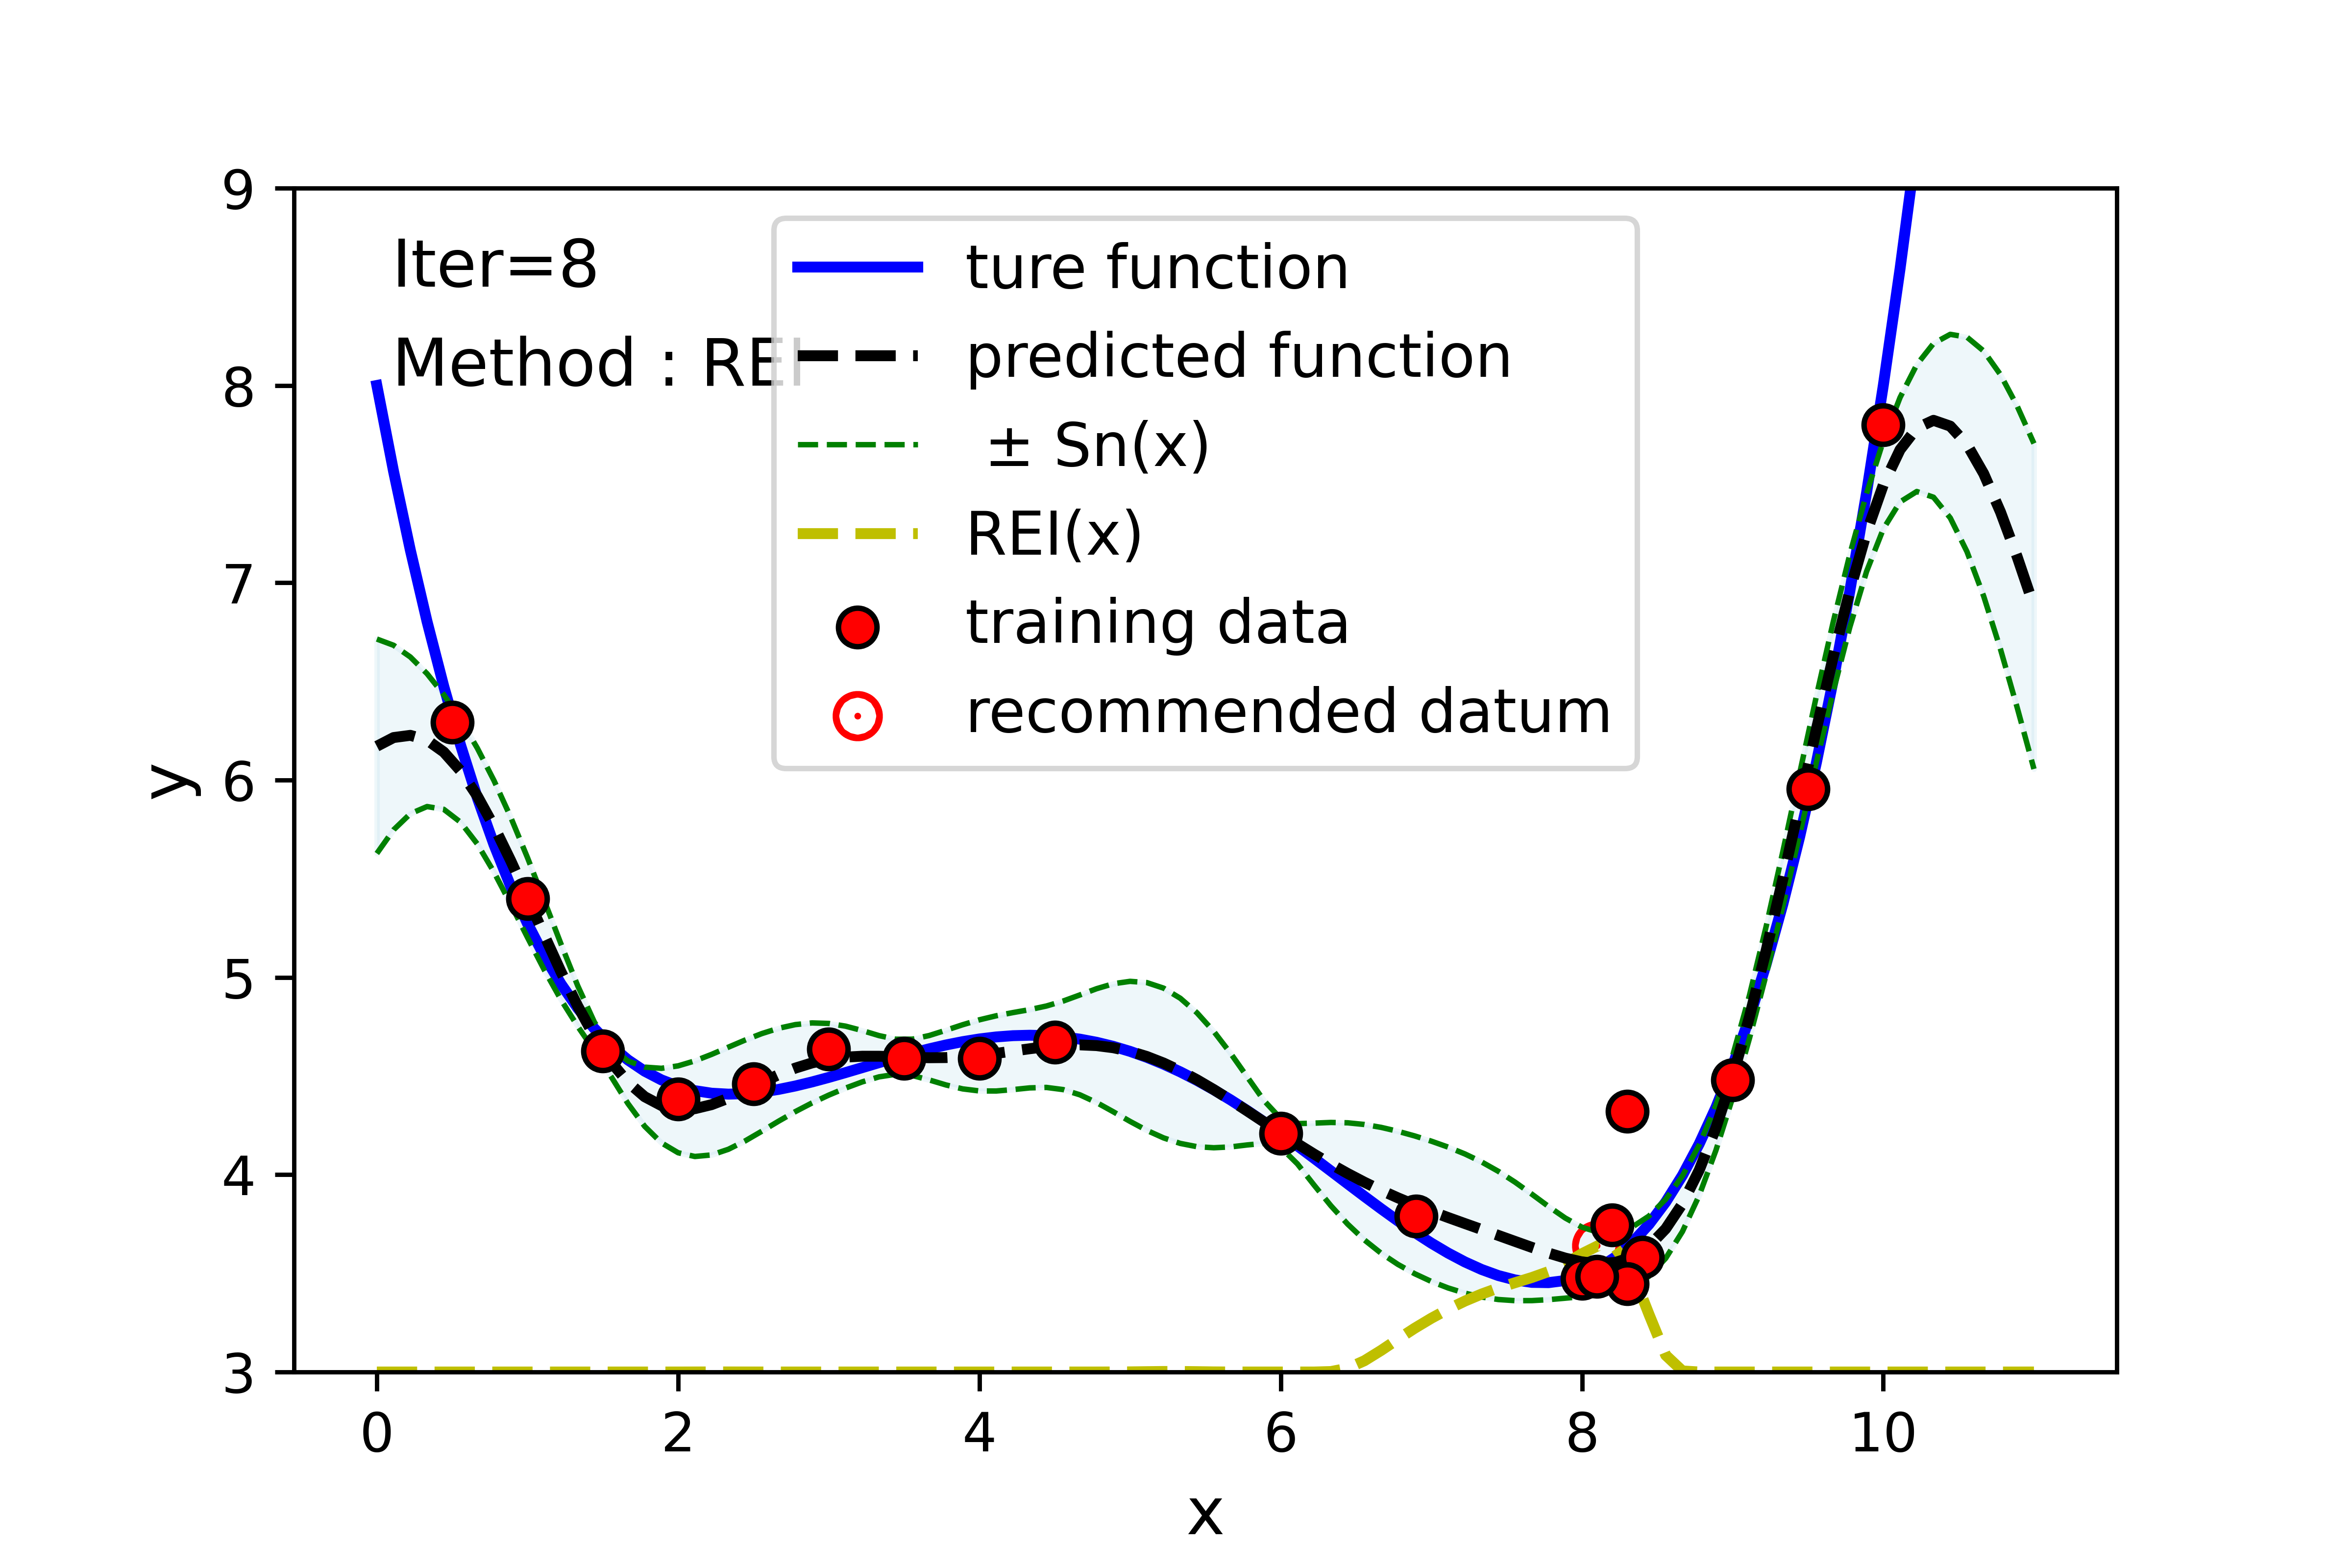 Iter=8
Method : REI
ture function
predicted function
± Sn(x)
REI(x)
training data
recommended datum
y
9
8
7
6
5
4
3
0 2 4 6 8 10
x